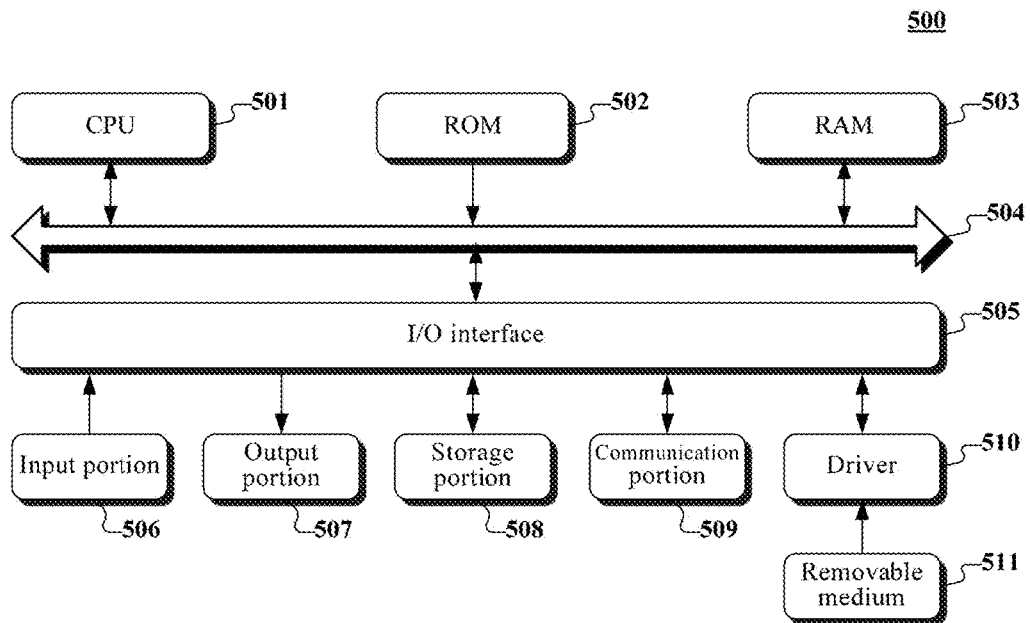 500
CPU
501
ROM
502
RAM
503
504
I/O interface
505
Input portion
506
Output
portion
507
Storage
portion
508
Communication
portion
509
Driver
510
Removable
medium
511